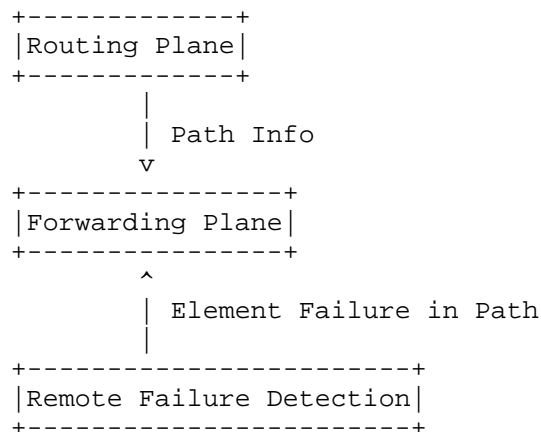 Routing Plane
Path Info
Forwarding Plane
Element Failure in Path
Remote Failure Detection